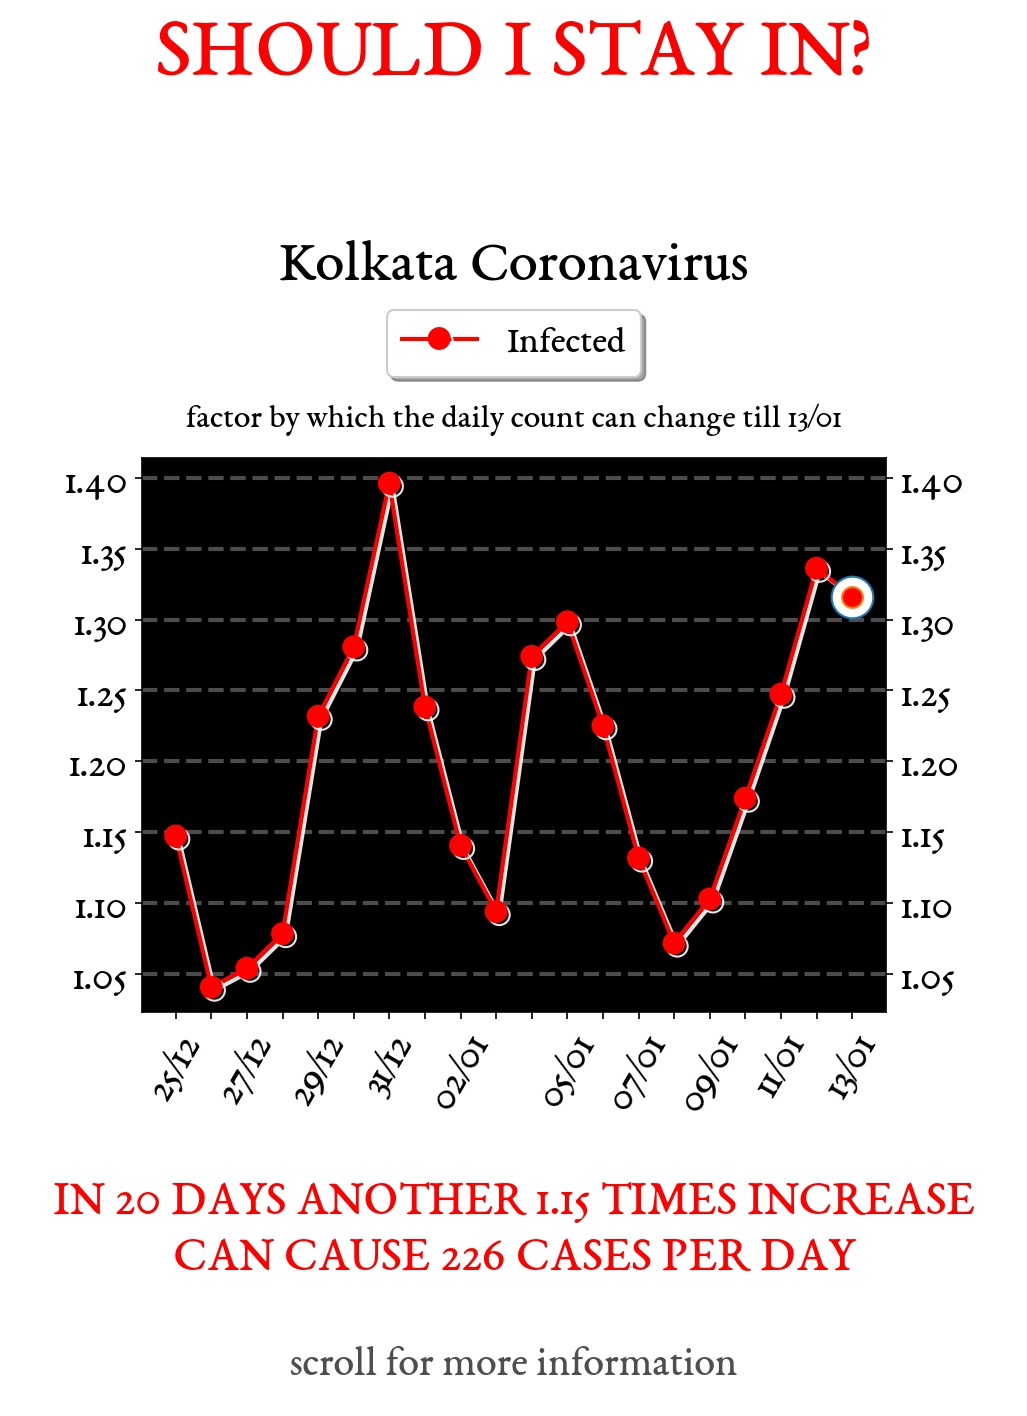 SHOULD I STAY IN?
Kolkata Coronavirus
Infected
factor by which the daily count can change till 13/01
1.40 1.40
1.35 1.35
1.30 1.30
1.25 1.25
1.20 1.20
1.15 1.15
1.10 1.10
1.05 1.05
25/12 27/12 29/12 31/12 02/01 05/01 07/01 09/01 11/01 13/01
IN 20 DAYS ANOTHER 1.15 TIMES INCREASE
CAN CAUSE 226 CASES PER DAY
scroll for more information